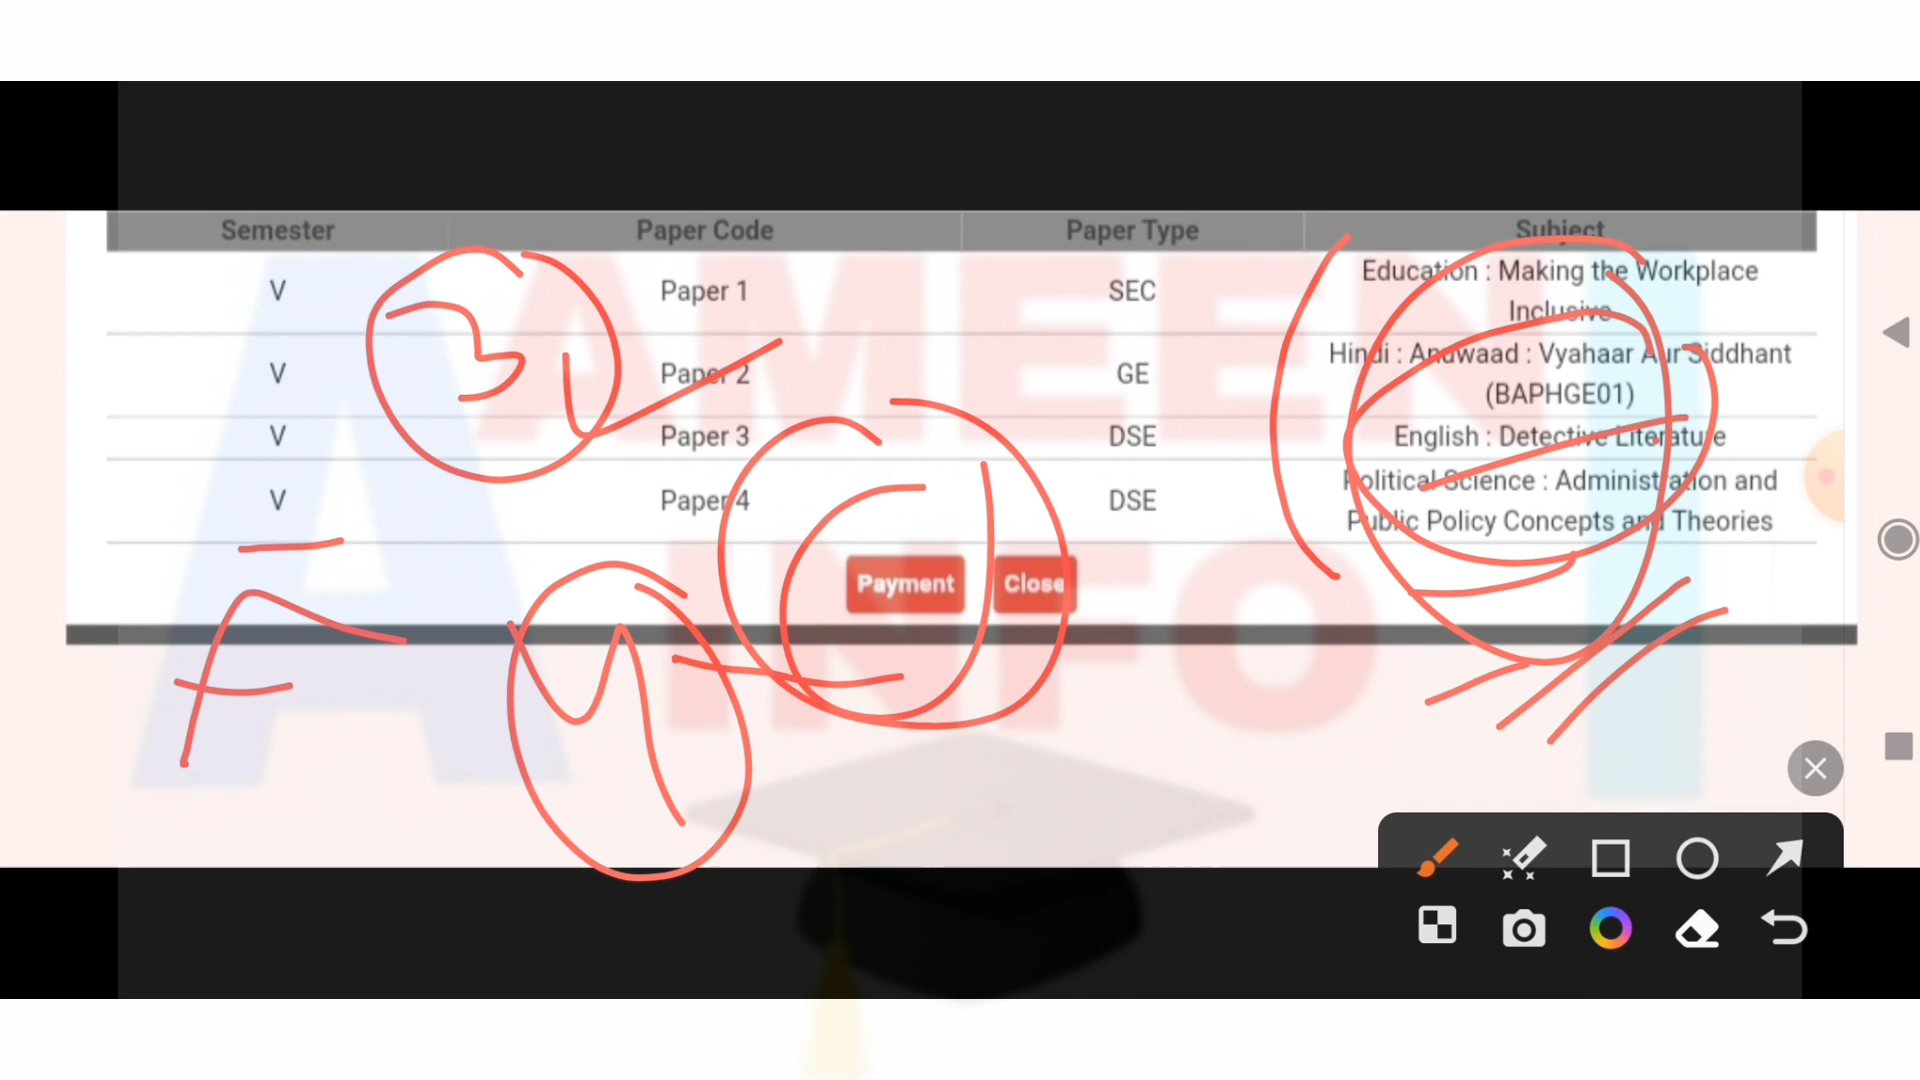 Semester Paper Code Paper Type Subject
V Paper 1 SEC Education : Making the Workplace
Inclusive
V Paper 2 GE Hindi : Anuwaad : Vyahaar Aur Siddhant
(BAPHGE01)
V Paper 3 DSE English : Detective Literature
V Paper 4 DSE Political Science : Administration and
Public Policy Concepts and Theories
Payment Close
AMEEN
INFO